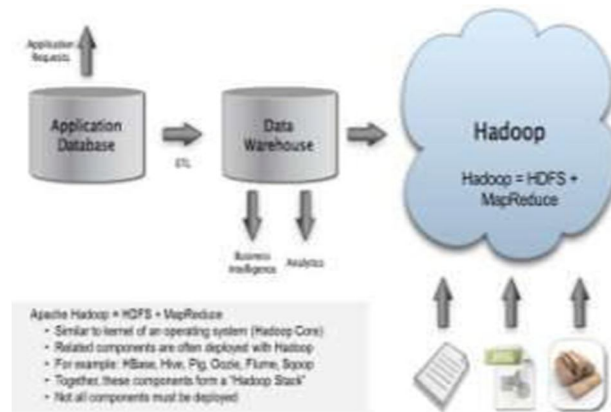 Application
Requests
Application
Database
ETL
Data
Warehouse
Business
Intelligence
Analytics
Hadoop
Hadoop = HDFS +
MapReduce
Apache Hadoop = HDFS + MapReduce
• Similar to kernel of an operating system (Hadoop Core)
• Related components are often deployed with Hadoop
• For example: HBase, Hive, Pig, Oozie, Flume, Sqoop
• Together, these components form a "Hadoop Stack"
• Not all components must be deployed